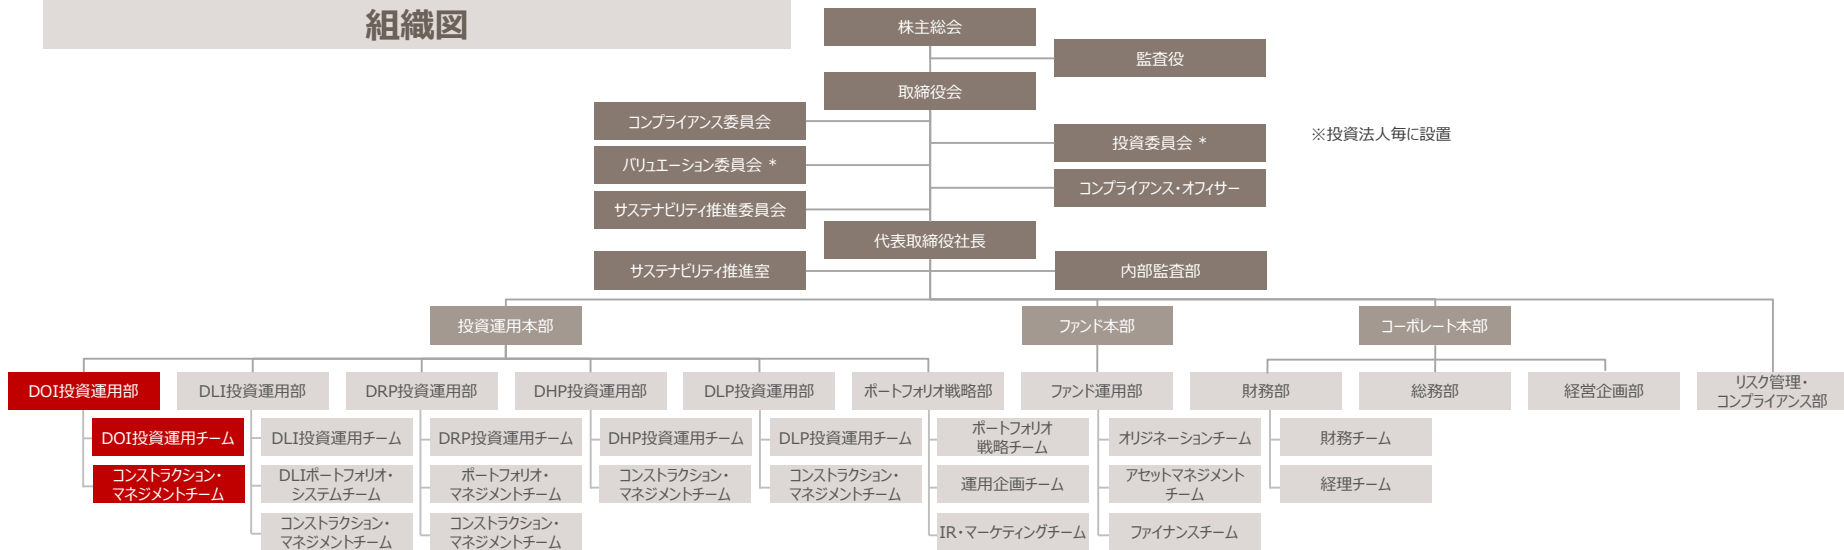 組織図
株主総会
監査役
取締役会
コンプライアンス委員会
投資委員会 *
※投資法人毎に設置
バリュエーション委員会 *
コンプライアンス・オフィサー
サステナビリティ推進委員会
代表取締役社長
サステナビリティ推進室
内部監査部
投資運用本部
ファンド本部
コーポレート本部
DOI投資運用部
DLI投資運用部
DRP投資運用部
DHP投資運用部
DLP投資運用部
ポートフォリオ戦略部
ファンド運用部
財務部
総務部
経営企画部
リスク管理・
コンプライアンス部
DOI投資運用チーム
DLI投資運用チーム
DRP投資運用チーム
DHP投資運用チーム
DLP投資運用チーム
ポートフォリオ
戦略チーム
オリジネーションチーム
財務チーム
コンストラクション・
マネジメントチーム
DLIポートフォリオ・
システムチーム
ポートフォリオ・
マネジメントチーム
コンストラクション・
マネジメントチーム
コンストラクション・
マネジメントチーム
運用企画チーム
アセットマネジメント
チーム
経理チーム
コンストラクション・
マネジメントチーム
コンストラクション・
マネジメントチーム
IR・マーケティングチーム
ファイナンスチーム